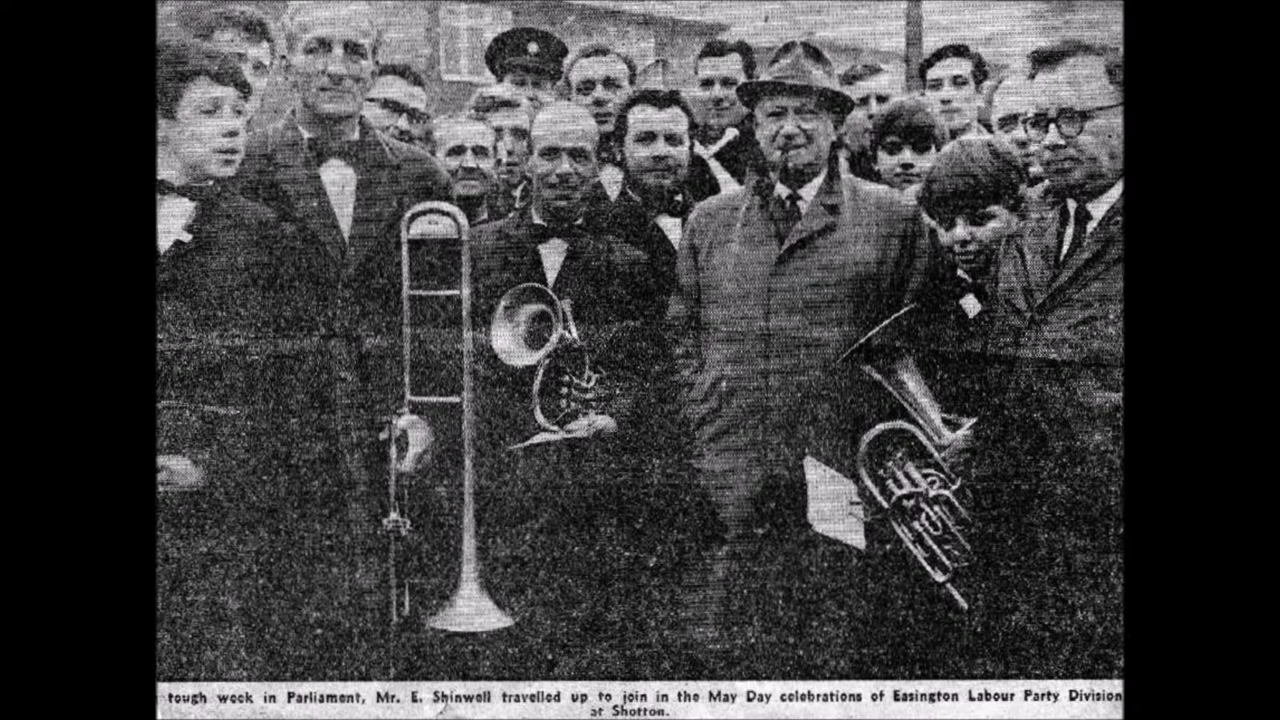 tough week in Parliament, Mr. E. Shinwell travelled up to join in the May Day celebrations of Easington Labour Party Division
at Shotton.